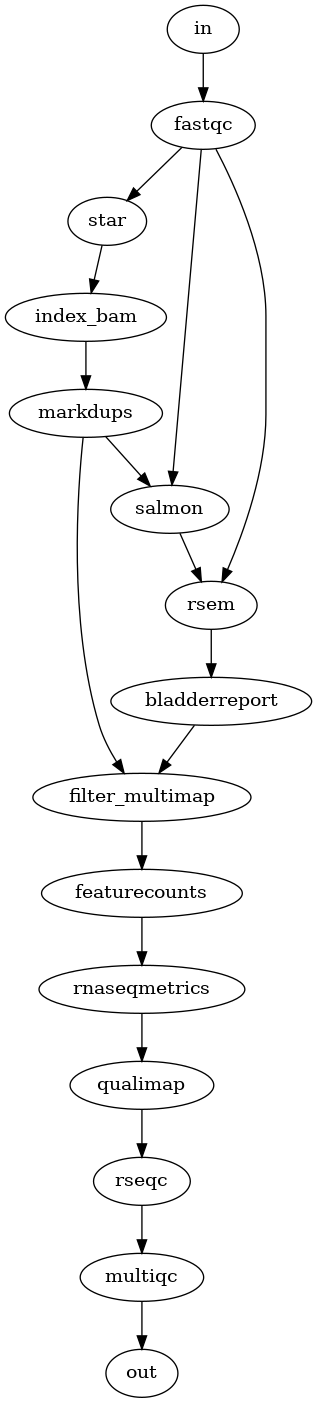 in
fastqc
star
index_bam
markdups
salmon
rsem
bladderreport
filter_multimap
featurecounts
rnaseqmetrics
qualimap
rseqc
multiqc
out